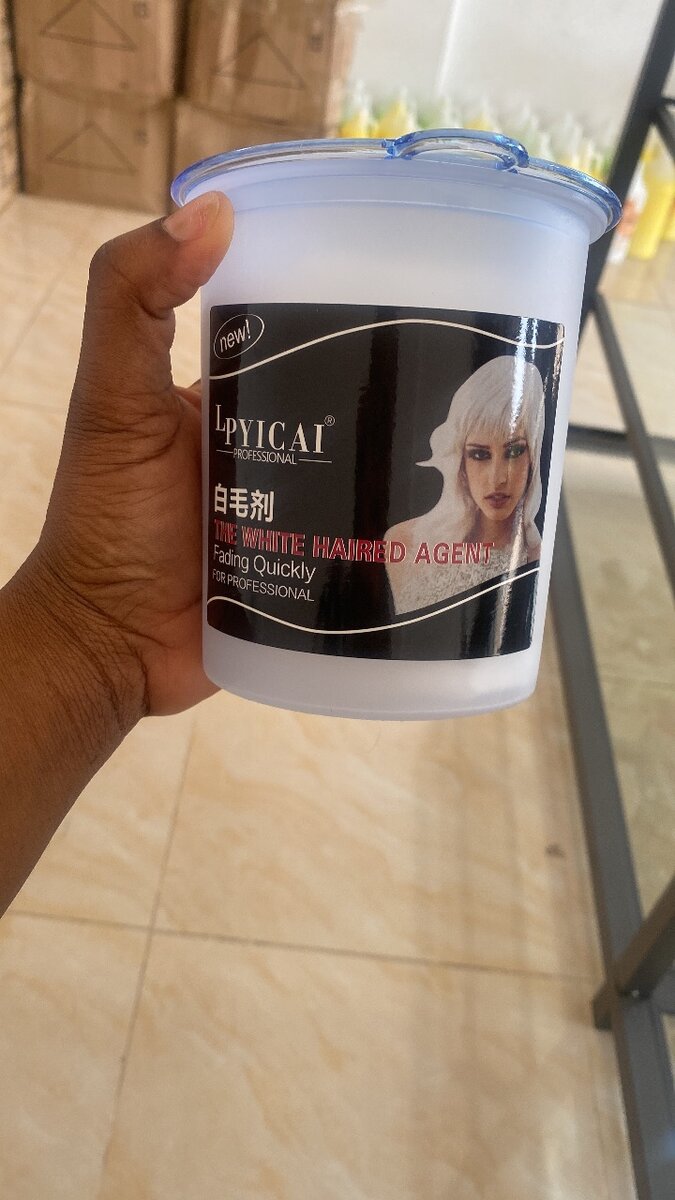 new!
LPYICAI®
PROFESSIONAL
白毛剂
THE WHITE HAIRED AGENT
Fading Quickly
FOR PROFESSIONAL